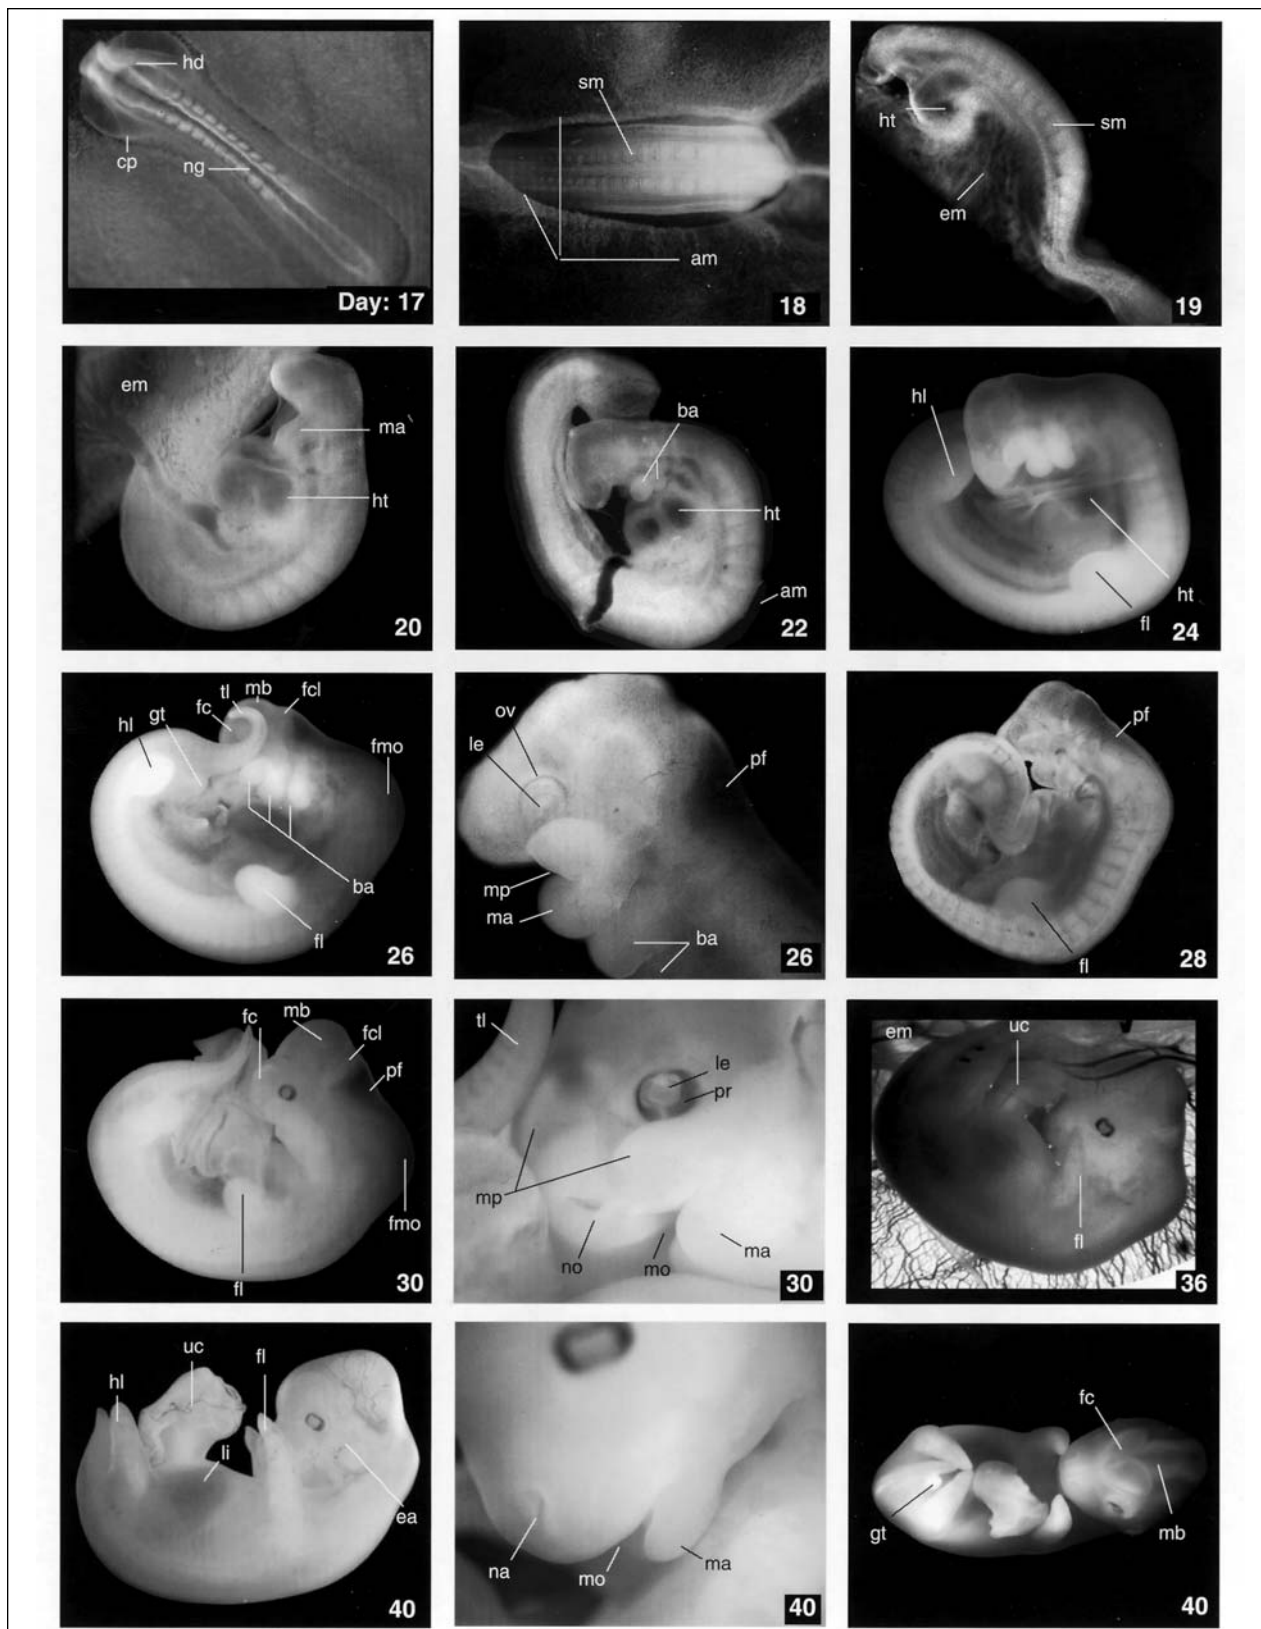 hd
cp
ng
Day: 17
sm
am
18
ht
sm
em
19
em
ma
ht
20
ba
ht
am
22
hl
ht
fl
24
mb
tl
fcl
fc
gt
hl
fmo
ba
fl
26
ov
le
pf
mp
ma
ba
26
pf
fl
28
mb
fc
fcl
pf
fmo
fl
30
tl
le
pr
mp
ma
no
mo
30
em
uc
fl
36
uc
fl
hl
li
ea
40
na
mo
ma
40
fc
gt
mb
40